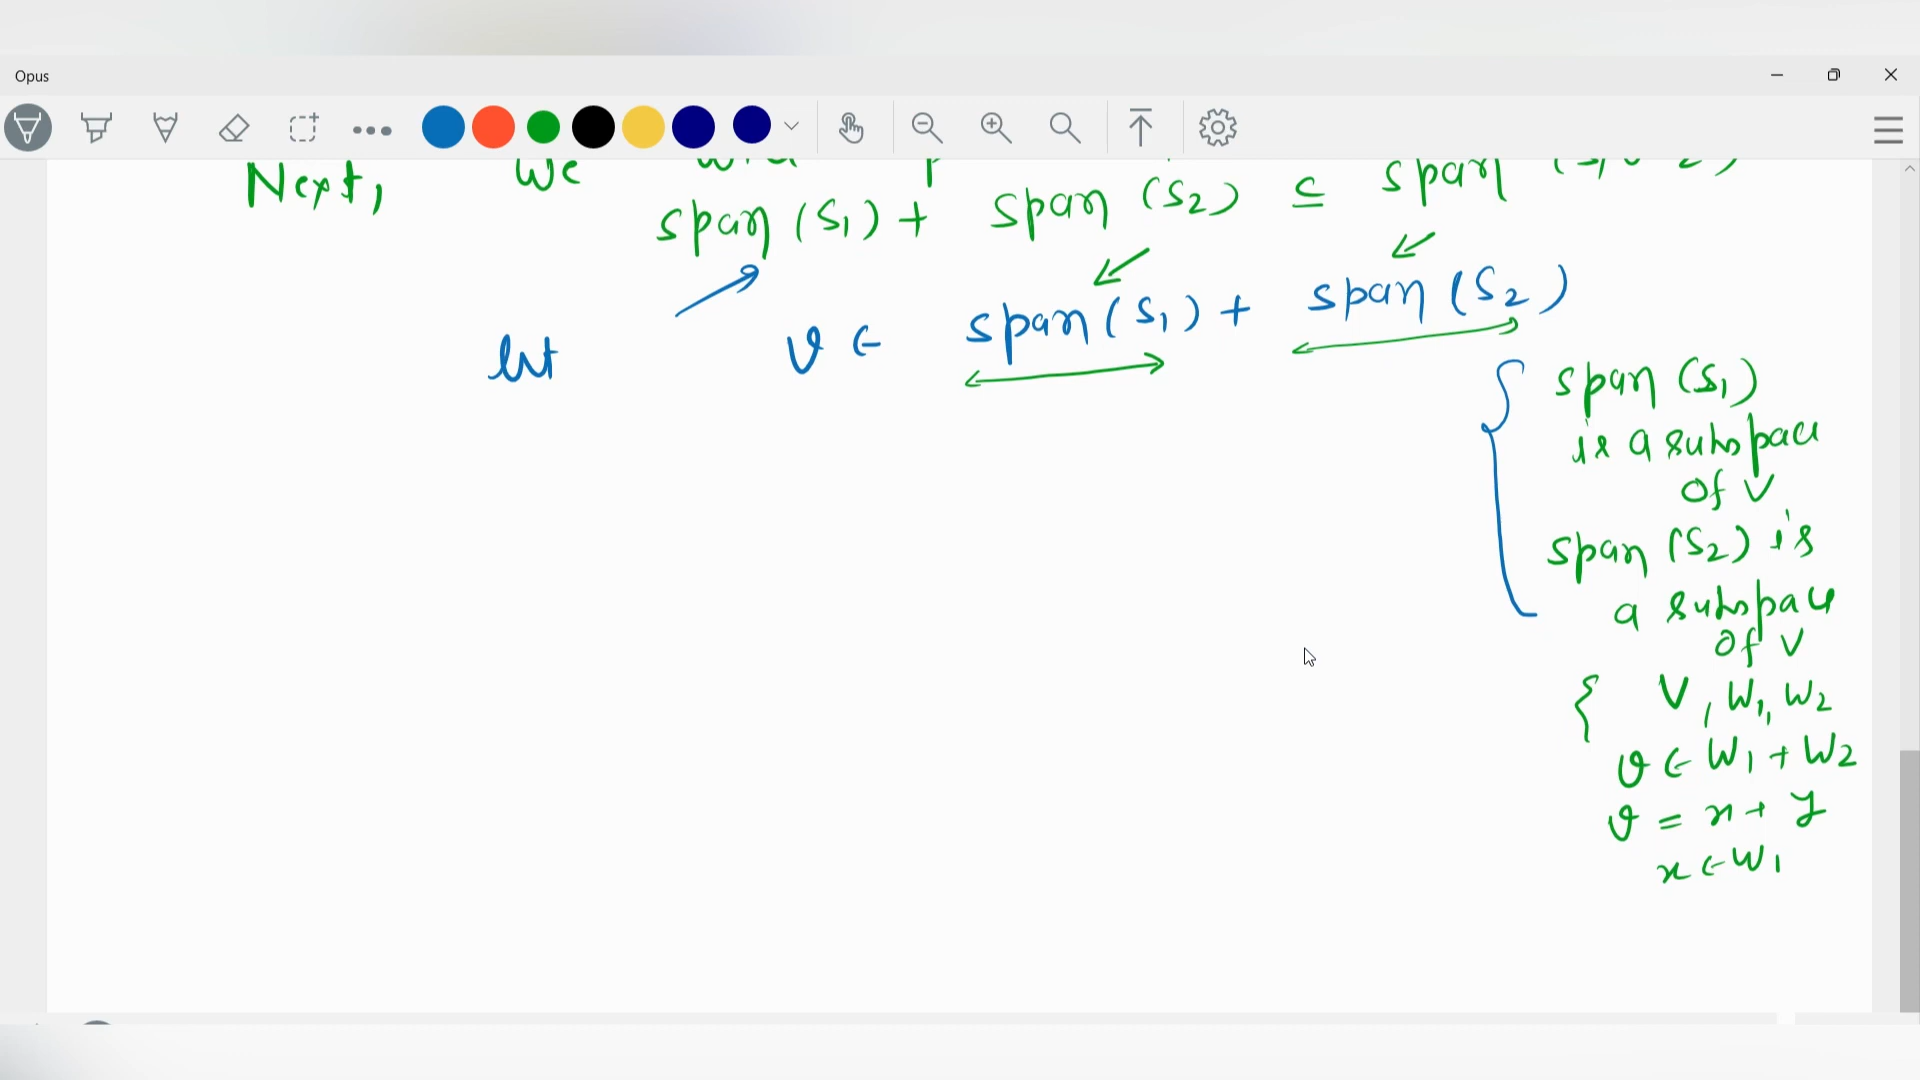 Opus
Next, we
span (S1) + span (S2) ⊆ span
let v ∈ span (S1) + span (S2)
span (S1)
is a subspace
of V
span (S2) is
a subspace
of V
{ V, W1, W2
v ∈ W1 + W2
v = x + y
x ∈ W1